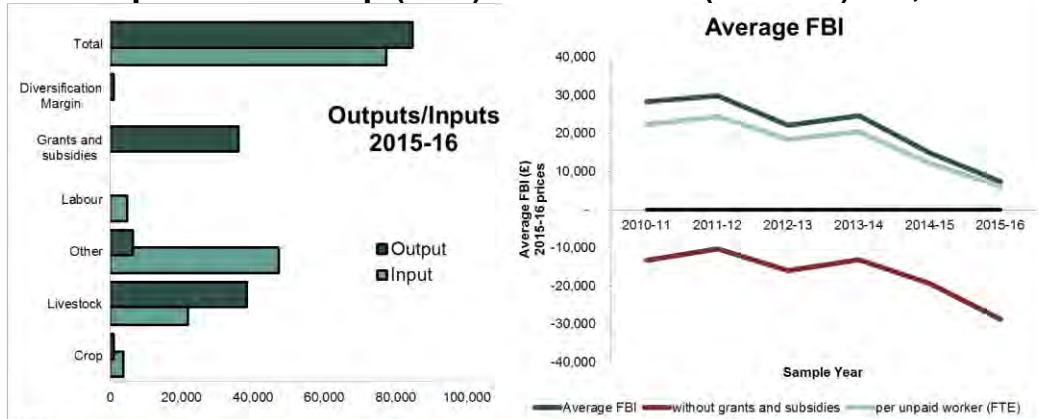 Total
Diversification
Margin
Grants and
subsidies
Labour
Other
Livestock
Crop
0
20,000
40,000
60,000
80,000
100,000
Outputs/Inputs
2015-16
Output
Input
Average FBI
Average FBI (£)
2015-16 prices
40,000
30,000
20,000
10,000
-
-10,000
-20,000
-30,000
-40,000
2010-11
2011-12
2012-13
2013-14
2014-15
2015-16
Sample Year
Average FBI
without grants and subsidies
per unpaid worker (FTE)